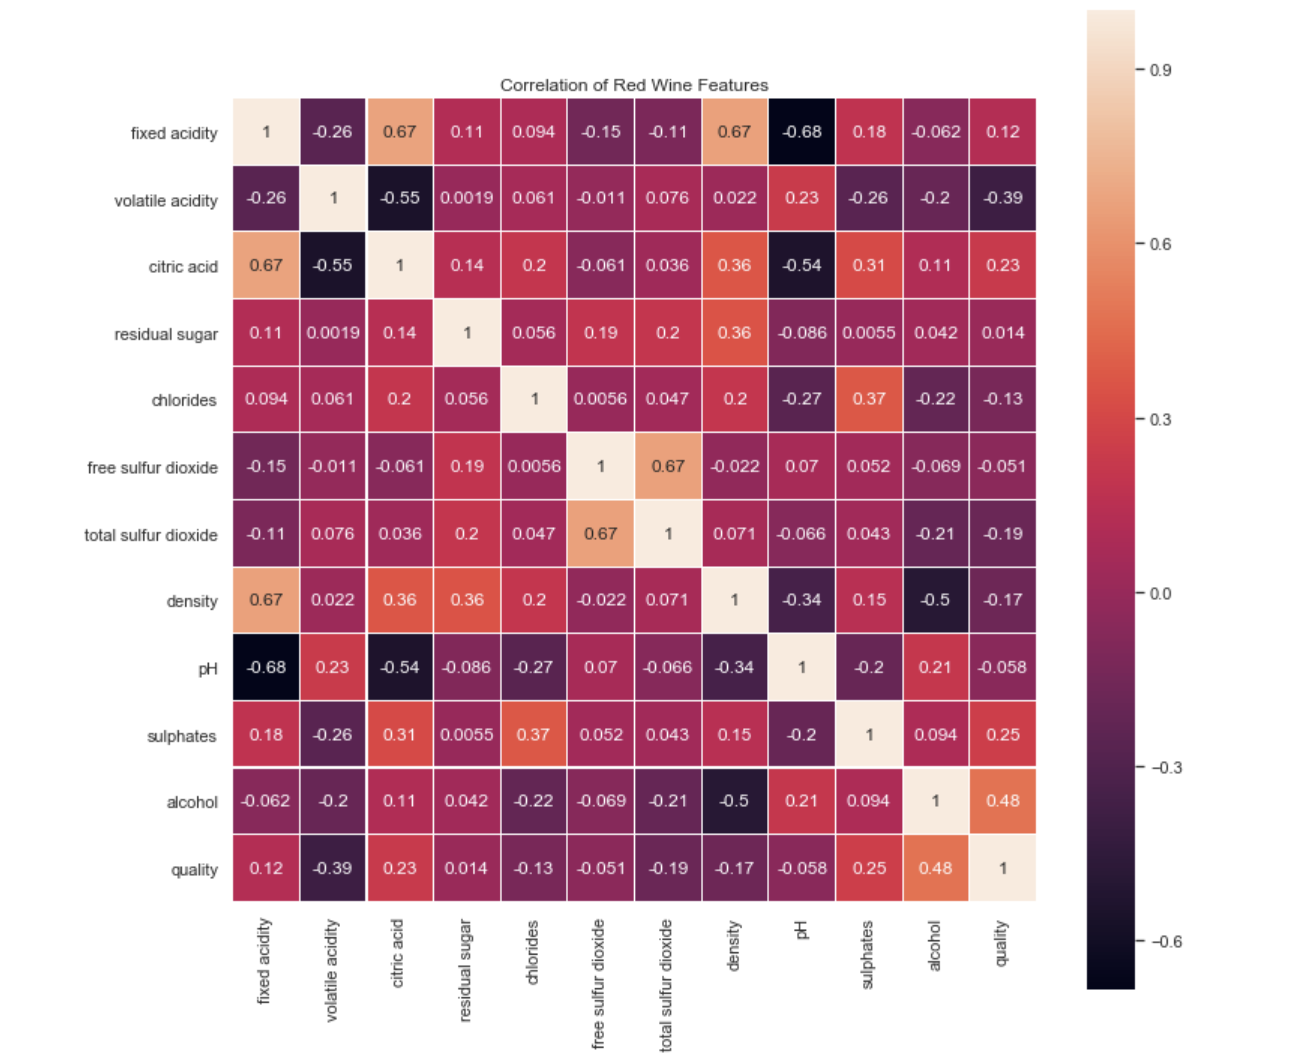 Correlation of Red Wine Features
fixed acidity 1 -0.26 0.67 0.11 0.094 -0.15 -0.11 0.67 -0.68 0.18 -0.062 0.12
volatile acidity -0.26 1 -0.55 0.0019 0.061 -0.011 0.076 0.022 0.23 -0.26 -0.2 -0.39
citric acid 0.67 -0.55 1 0.14 0.2 -0.061 0.036 0.36 -0.54 0.31 0.11 0.23
residual sugar 0.11 0.0019 0.14 1 0.056 0.19 0.2 0.36 -0.086 0.0055 0.042 0.014
chlorides 0.094 0.061 0.2 0.056 1 0.0056 0.047 0.2 -0.27 0.37 -0.22 -0.13
free sulfur dioxide -0.15 -0.011 -0.061 0.19 0.0056 1 0.67 -0.022 0.07 0.052 -0.069 -0.051
total sulfur dioxide -0.11 0.076 0.036 0.2 0.047 0.67 1 0.071 -0.066 0.043 -0.21 -0.19
density 0.67 0.022 0.36 0.36 0.2 -0.022 0.071 1 -0.34 0.15 -0.5 -0.17
pH -0.68 0.23 -0.54 -0.086 -0.27 0.07 -0.066 -0.34 1 -0.2 0.21 -0.058
sulphates 0.18 -0.26 0.31 0.0055 0.37 0.052 0.043 0.15 -0.2 1 0.094 0.25
alcohol -0.062 -0.2 0.11 0.042 -0.22 -0.069 -0.21 -0.5 0.21 0.094 1 0.48
quality 0.12 -0.39 0.23 0.014 -0.13 -0.051 -0.19 -0.17 -0.058 0.25 0.48 1
fixed acidity
volatile acidity
citric acid
residual sugar
chlorides
free sulfur dioxide
total sulfur dioxide
density
pH
sulphates
alcohol
quality
0.9
0.6
0.3
0.0
−0.3
−0.6